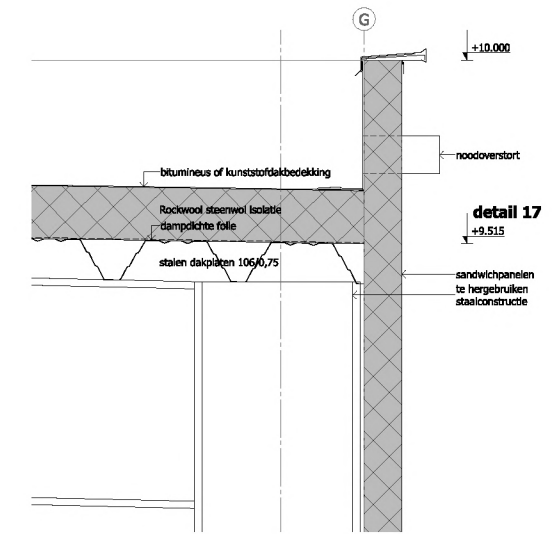 G
+10.000
noodoverstort
bitumineus of kunststofdakbedekking
Rockwool steenwol isolatie
detail 17
dampdichte folie
+9.515
stalen dakplaten 106/0,75
sandwichpanelen
te hergebruiken
staalconstructie